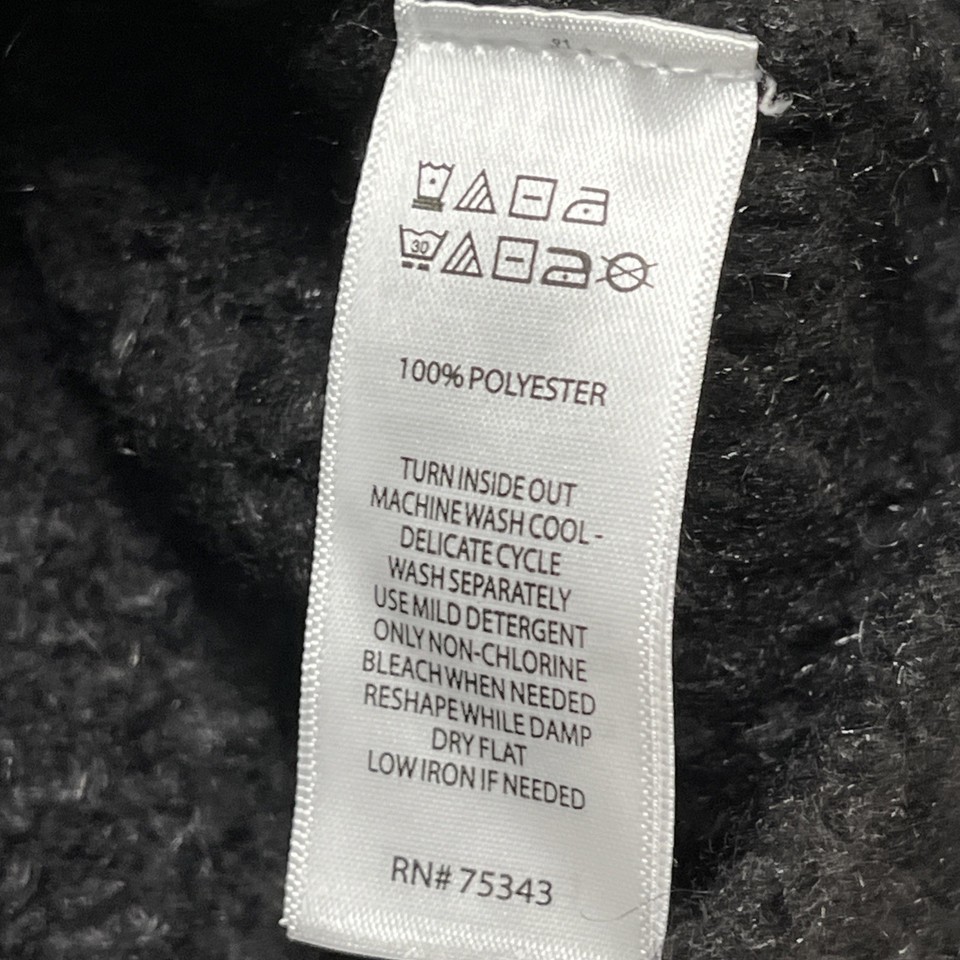 30
100% POLYESTER
TURN INSIDE OUT
MACHINE WASH COOL -
DELICATE CYCLE
WASH SEPARATELY
USE MILD DETERGENT
ONLY NON-CHLORINE
BLEACH WHEN NEEDED
RESHAPE WHILE DAMP
DRY FLAT
LOW IRON IF NEEDED
RN# 75343